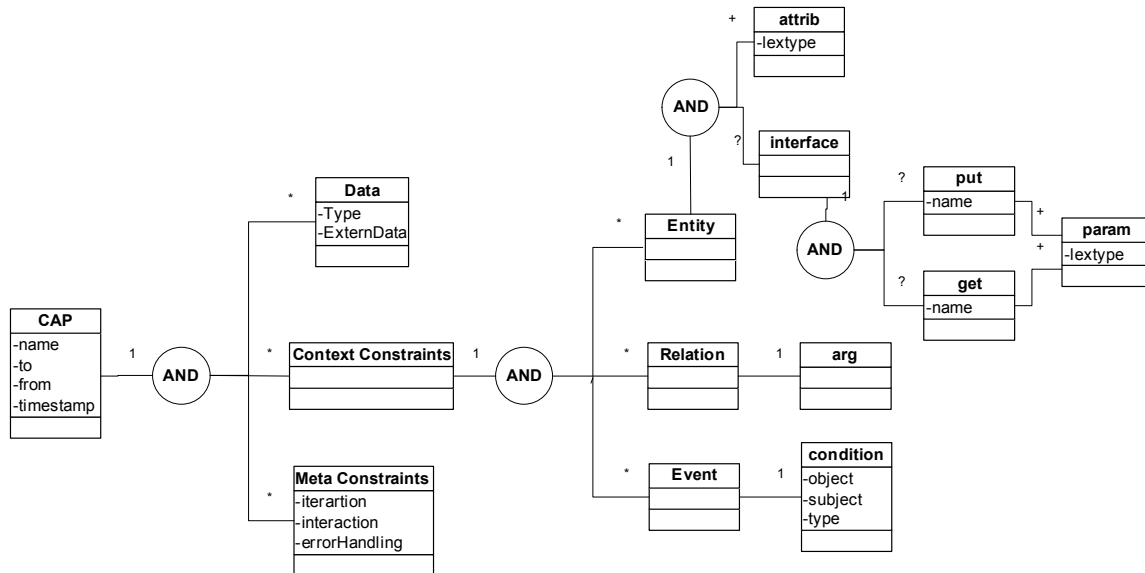 attrib
-lextype
+
AND
?
interface
1
1
AND
?
put
-name
+
param
-lextype
+
?
get
-name
*
Data
-Type
-ExternData
*
Entity
CAP
-name
-to
-from
-timestamp
1
AND
*
Context Constraints
1
AND
*
Relation
1
arg
*
Meta Constraints
-iterartion
-interaction
-errorHandling
*
Event
1
condition
-object
-subject
-type